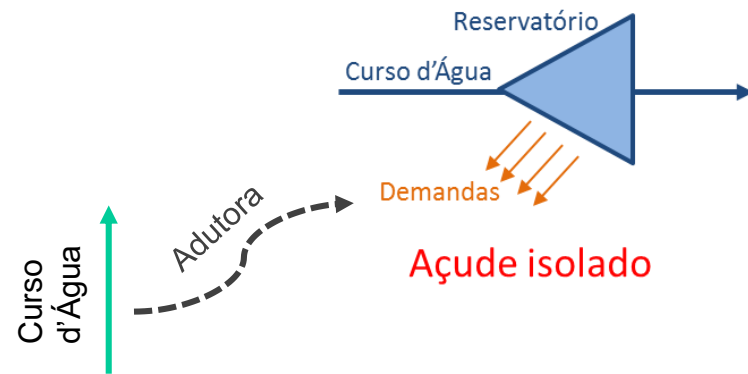 Reservatório
Curso d'Água
Demandas
Adutora
Açude isolado
Curso
d'Água